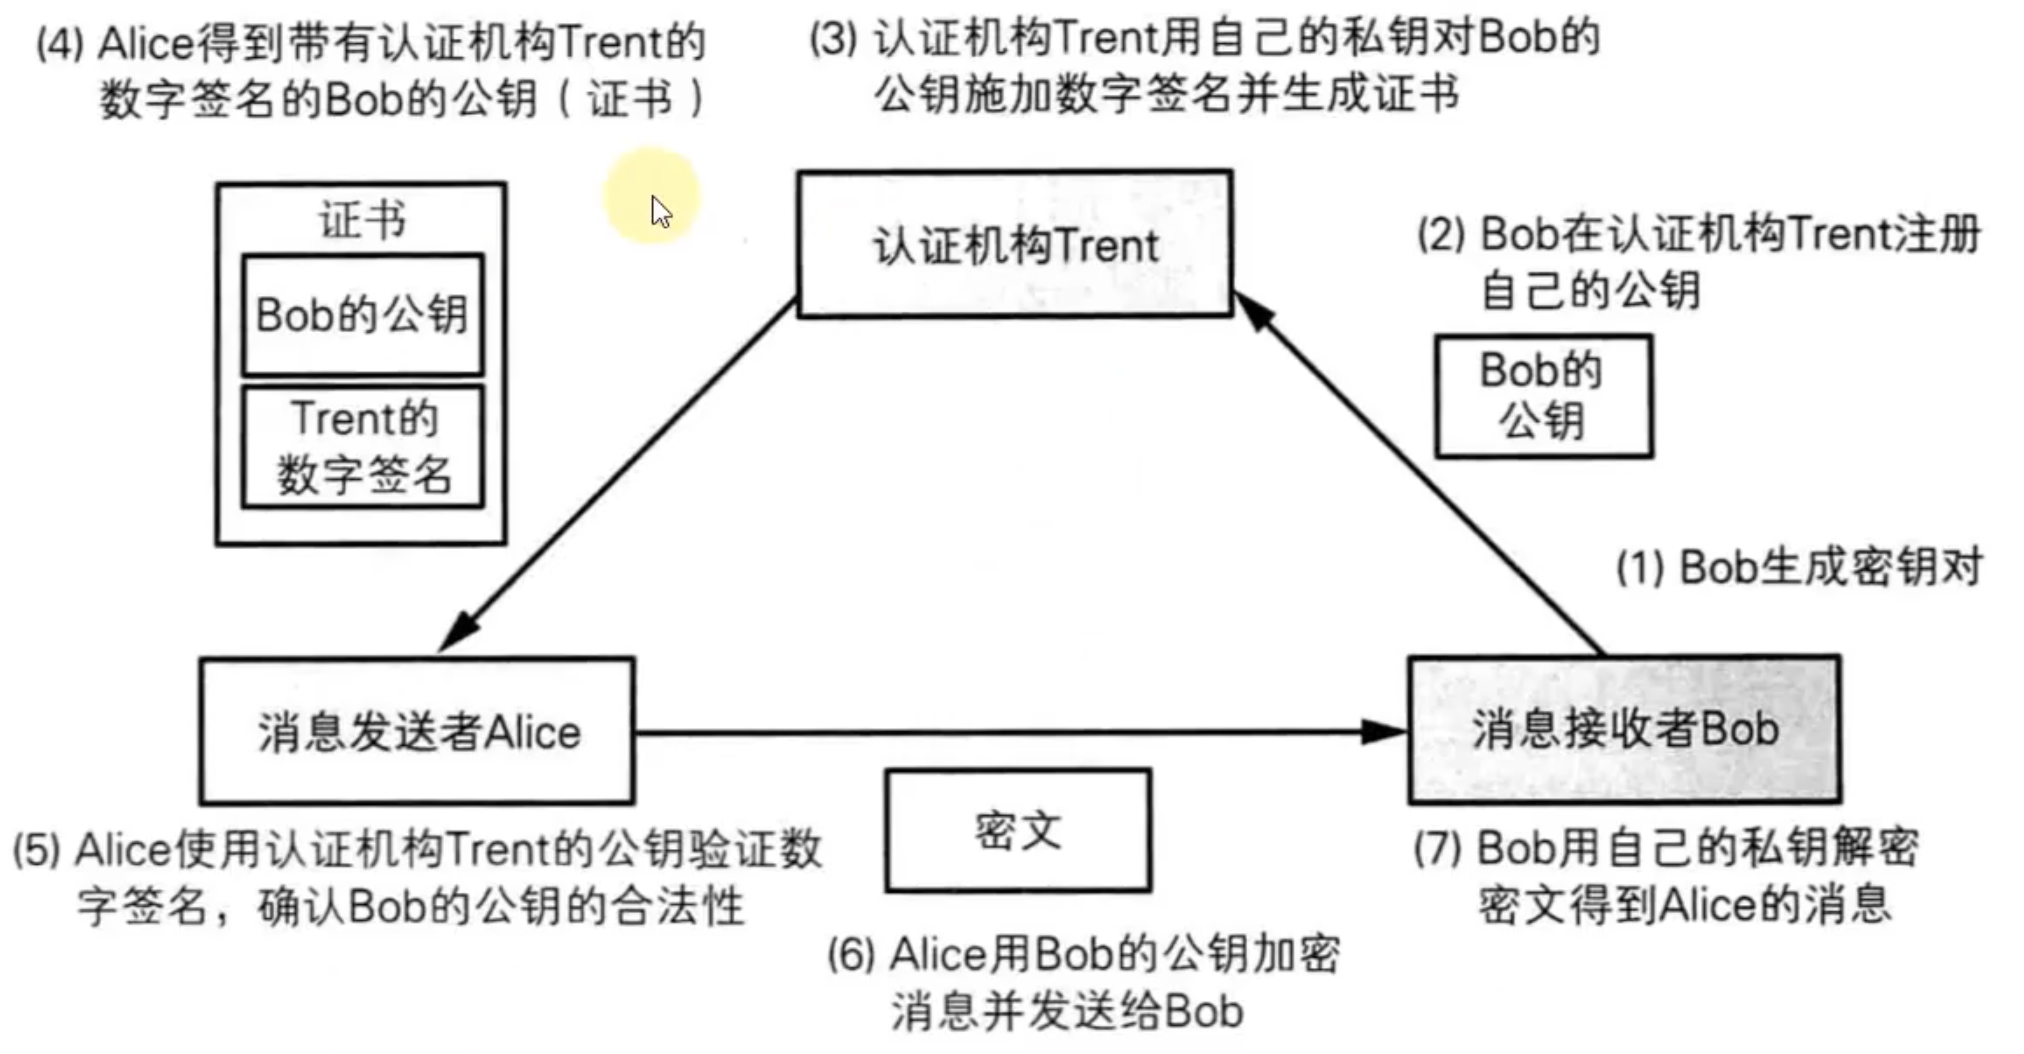 (4) Alice得到带有认证机构Trent的
数字签名的Bob的公钥（证书）
(3) 认证机构Trent用自己的私钥对Bob的
公钥施加数字签名并生成证书
证书
Bob的公钥
Trent的
数字签名
认证机构Trent
(2) Bob在认证机构Trent注册
自己的公钥
Bob的
公钥
(1) Bob生成密钥对
消息发送者Alice
消息接收者Bob
(5) Alice使用认证机构Trent的公钥验证数
字签名，确认Bob的公钥的合法性
密文
(6) Alice用Bob的公钥加密
消息并发送给Bob
(7) Bob用自己的私钥解密
密文得到Alice的消息